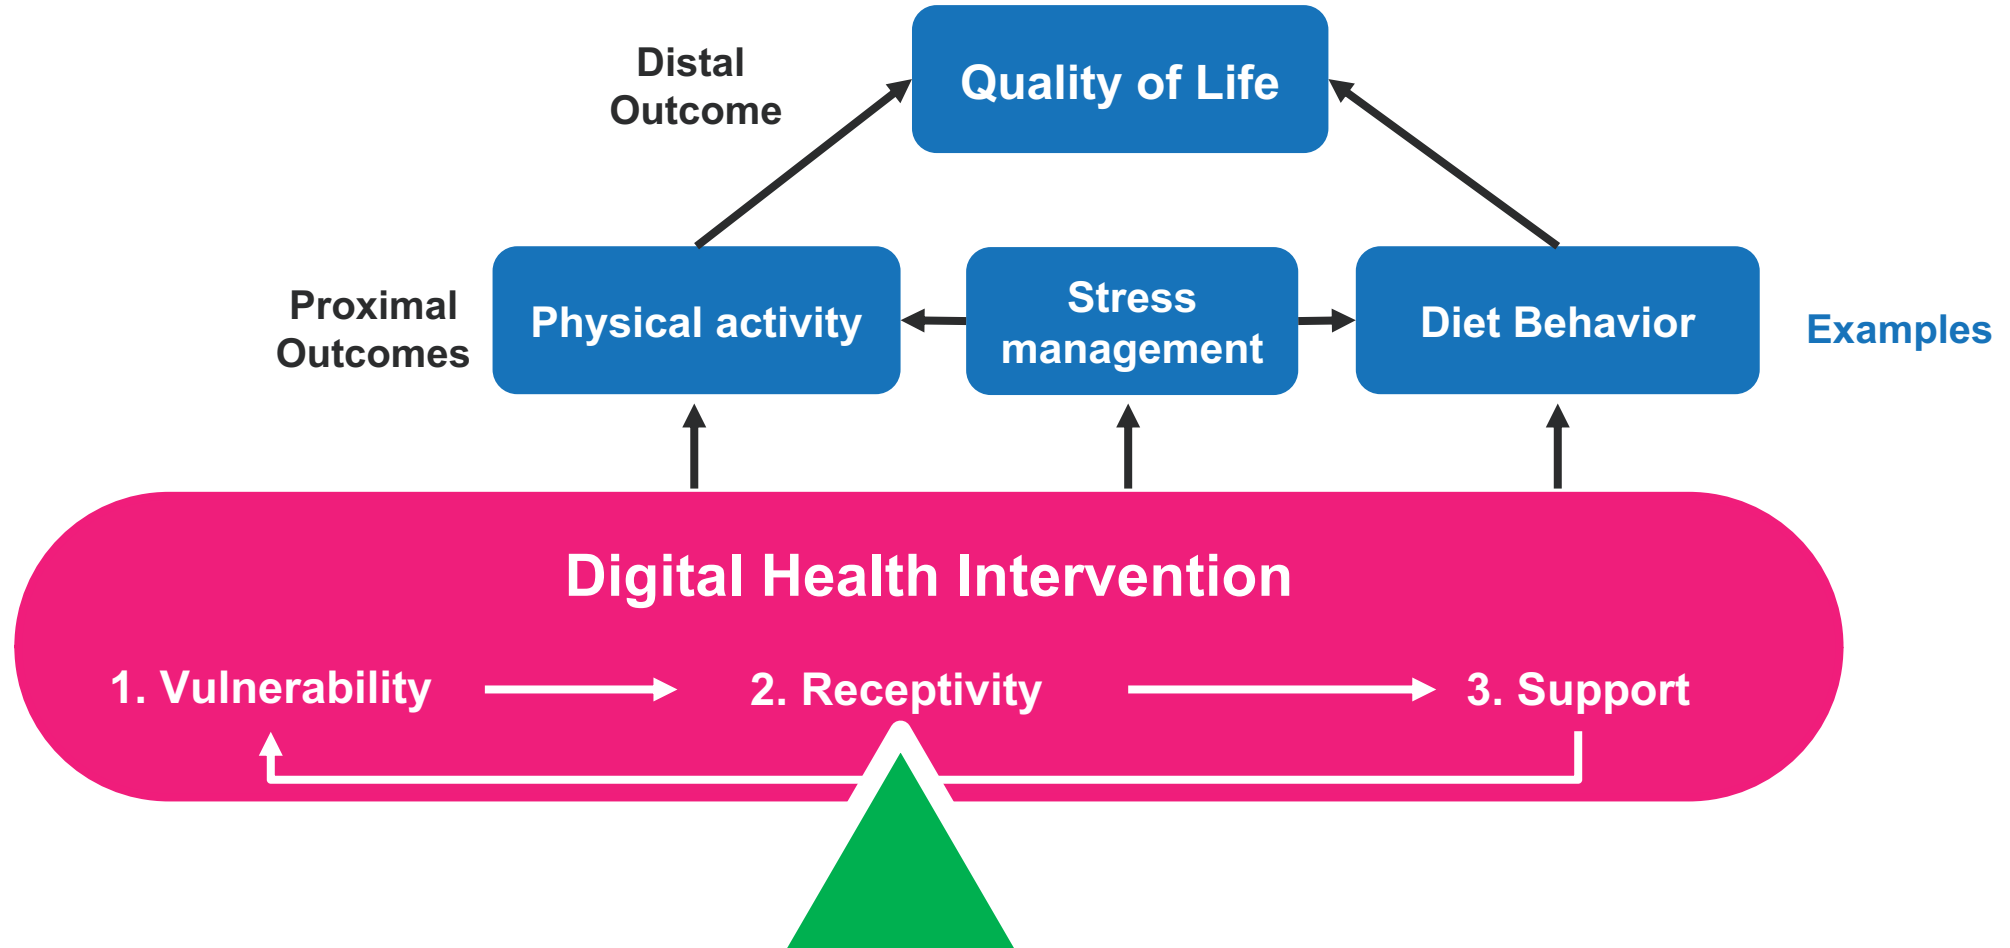 Distal
Outcome
Quality of Life
Proximal
Outcomes
Physical activity
Stress
management
Diet Behavior
Examples
Digital Health Intervention
1. Vulnerability
2. Receptivity
3. Support